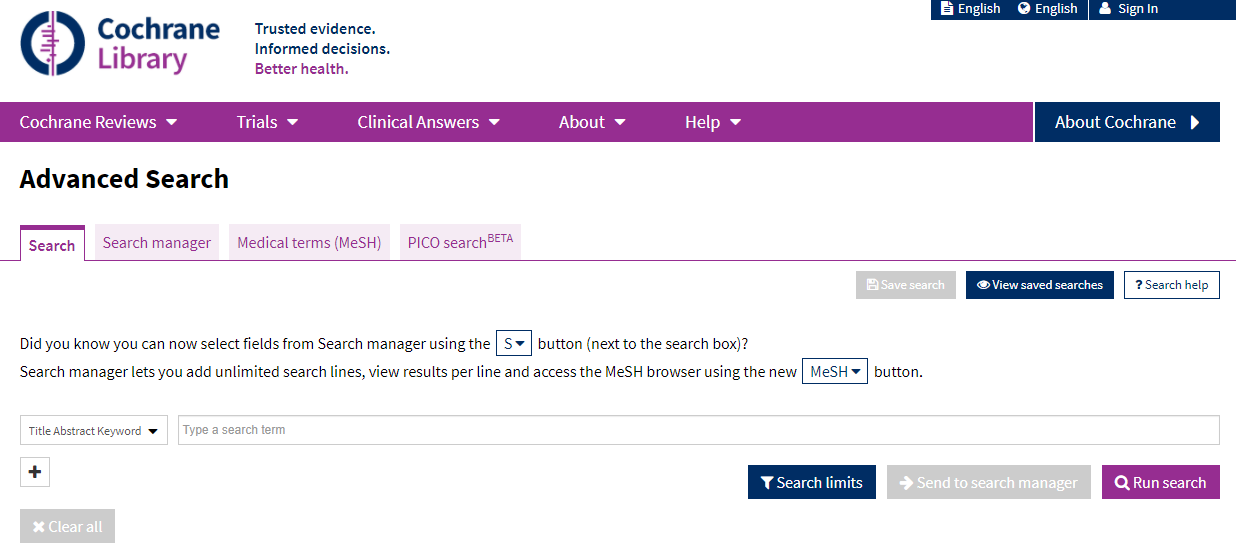 English English Sign In
Cochrane
Library
Trusted evidence.
Informed decisions.
Better health.
Cochrane Reviews Trials Clinical Answers About Help About Cochrane
Advanced Search
Search Search manager Medical terms (MeSH) PICO search BETA
Save search View saved searches ? Search help
Did you know you can now select fields from Search manager using the S button (next to the search box)?
Search manager lets you add unlimited search lines, view results per line and access the MeSH browser using the new MeSH button.
Title Abstract Keyword Type a search term
+
Search limits Send to search manager Run search
Clear all